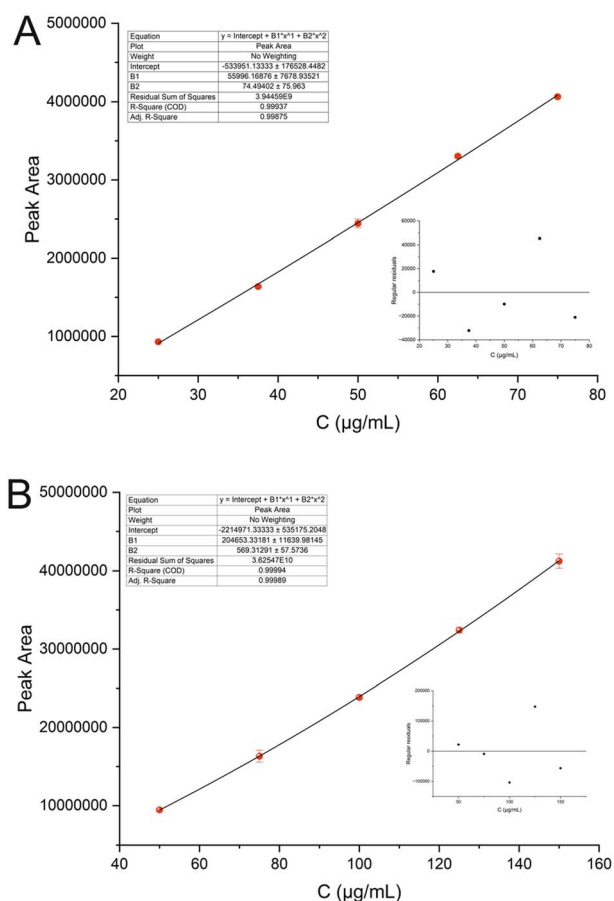 A
5000000
4000000
3000000
2000000
1000000
Peak Area
Equation y = Intercept + B1*x^1 + B2*x^2
Plot Peak Area
Weight No Weighting
Intercept -533951.13333 ± 176528.4482
B1 55996.16876 ± 7678.93521
B2 74.49402 ± 75.963
Residual Sum of Squares 3.94459E9
R-Square (COD) 0.99937
Adj. R-Square 0.99875
60000
40000
20000
0
-20000
-40000
Regular residuals
20 30 40 50 60 70 80
C (μg/mL)
20 30 40 50 60 70 80
C (μg/mL)
B
50000000
40000000
30000000
20000000
10000000
Peak Area
Equation y = Intercept + B1*x^1 + B2*x^2
Plot Peak Area
Weight No Weighting
Intercept -2214971.33333 ± 535175.2048
B1 204653.33181 ± 11639.98145
B2 569.31291 ± 57.5736
Residual Sum of Squares 3.62547E10
R-Square (COD) 0.99994
Adj. R-Square 0.99989
200000
100000
0
-100000
Regular residuals
50 100 150
C (μg/mL)
40 60 80 100 120 140 160
C (μg/mL)